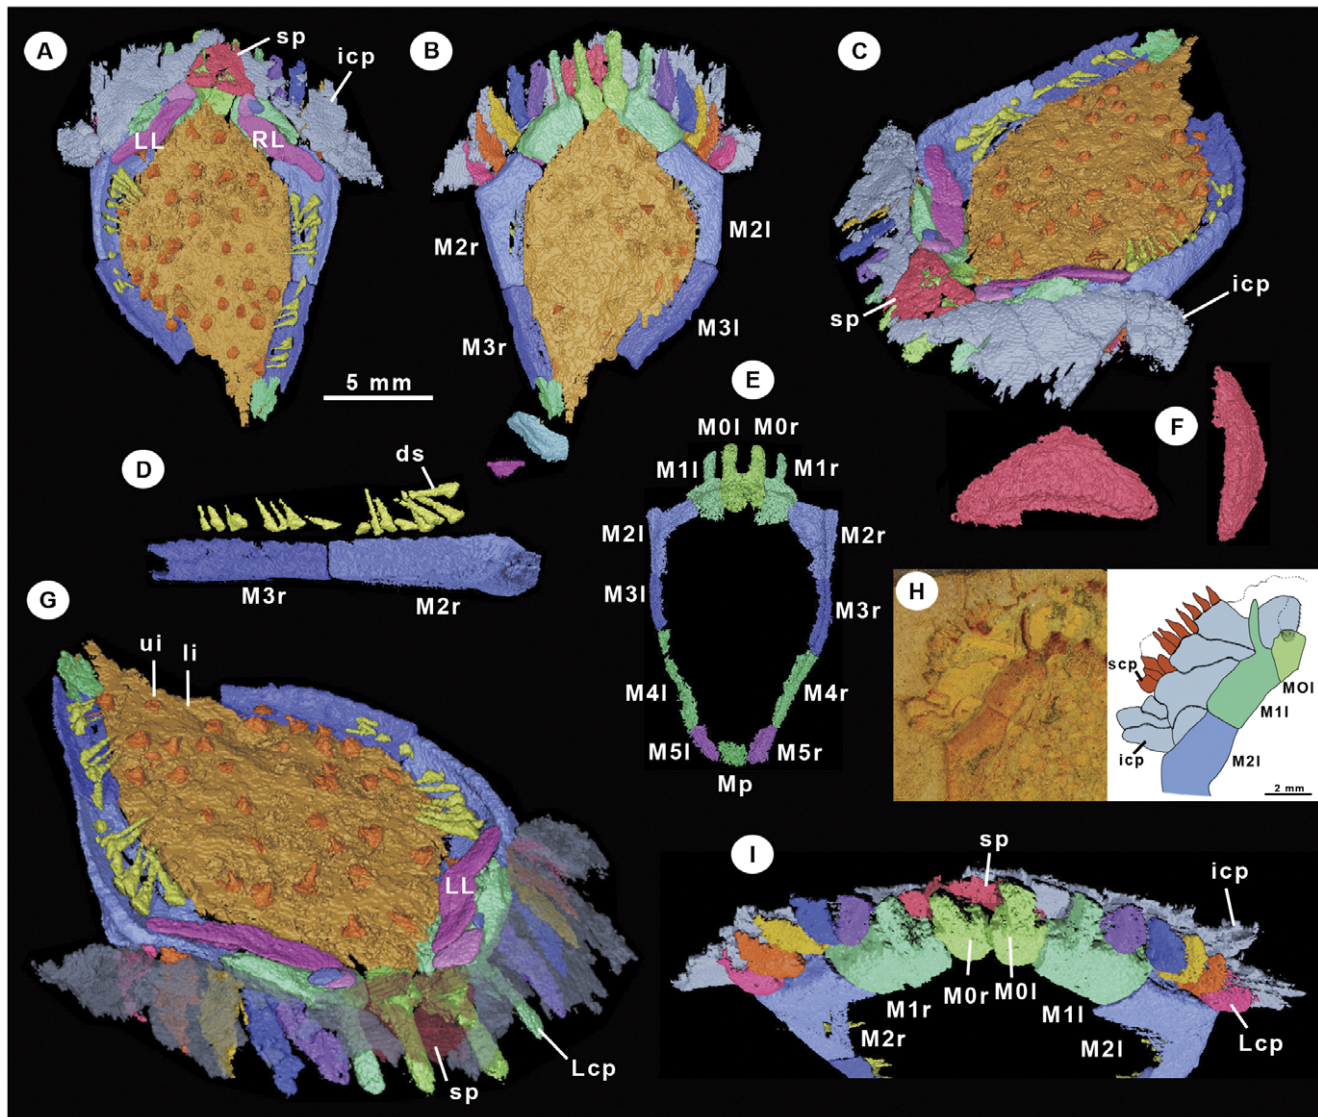 A
sp
icp
LL
RL
5 mm
B
M2r
M2l
M3r
M3l
C
sp
icp
D
ds
M3r
M2r
E
M0l M0r
M1l
M1r
M2l
M2r
M3l
M3r
M4l
M4r
M5l
M5r
Mp
F
G
ui
li
LL
Lcp
sp
H
scp
icp
MOl
M1l
M2l
2 mm
I
sp
icp
M0r
M0l
M1r
M1l
M2r
M2l
Lcp